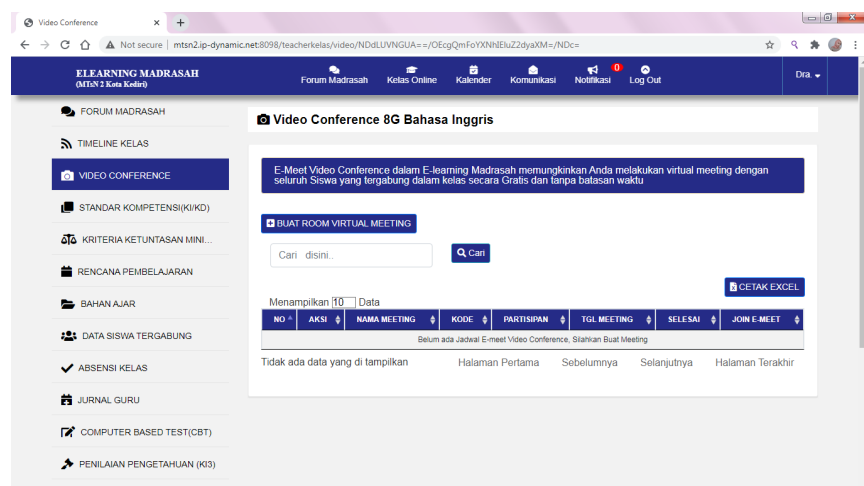 Video Conference
Not secure | mtsn2.ip-dynamic.net:8098/teacherkelas/video/NDdLUVNGUA==/OEcgQmFoYXNhIEluZ2dyaXM=/NDc=
ELEARNING MADRASAH
(MTsN 2 Kota Kediri)
Forum Madrasah Kelas Online Kalender Komunikasi Notifikasi 0 Log Out
Dra.
FORUM MADRASAH
TIMELINE KELAS
VIDEO CONFERENCE
STANDAR KOMPETENSI(KI/KD)
KRITERIA KETUNTASAN MINI...
RENCANA PEMBELAJARAN
BAHAN AJAR
DATA SISWA TERGABUNG
ABSENSI KELAS
JURNAL GURU
COMPUTER BASED TEST(CBT)
PENILAIAN PENGETAHUAN (KI3)
Video Conference 8G Bahasa Inggris
E-Meet Video Conference dalam E-learning Madrasah memungkinkan Anda melakukan virtual meeting dengan
seluruh Siswa yang tergabung dalam kelas secara Gratis dan tanpa batasan waktu
BUAT ROOM VIRTUAL MEETING
Cari disini..
Cari
CETAK EXCEL
Menampilkan 10 Data
NO AKSI NAMA MEETING KODE PARTISIPAN TGL MEETING SELESAI JOIN E-MEET
Belum ada Jadwal E-meet Video Conference, Silahkan Buat Meeting
Tidak ada data yang di tampilkan
Halaman Pertama Sebelumnya Selanjutnya Halaman Terakhir